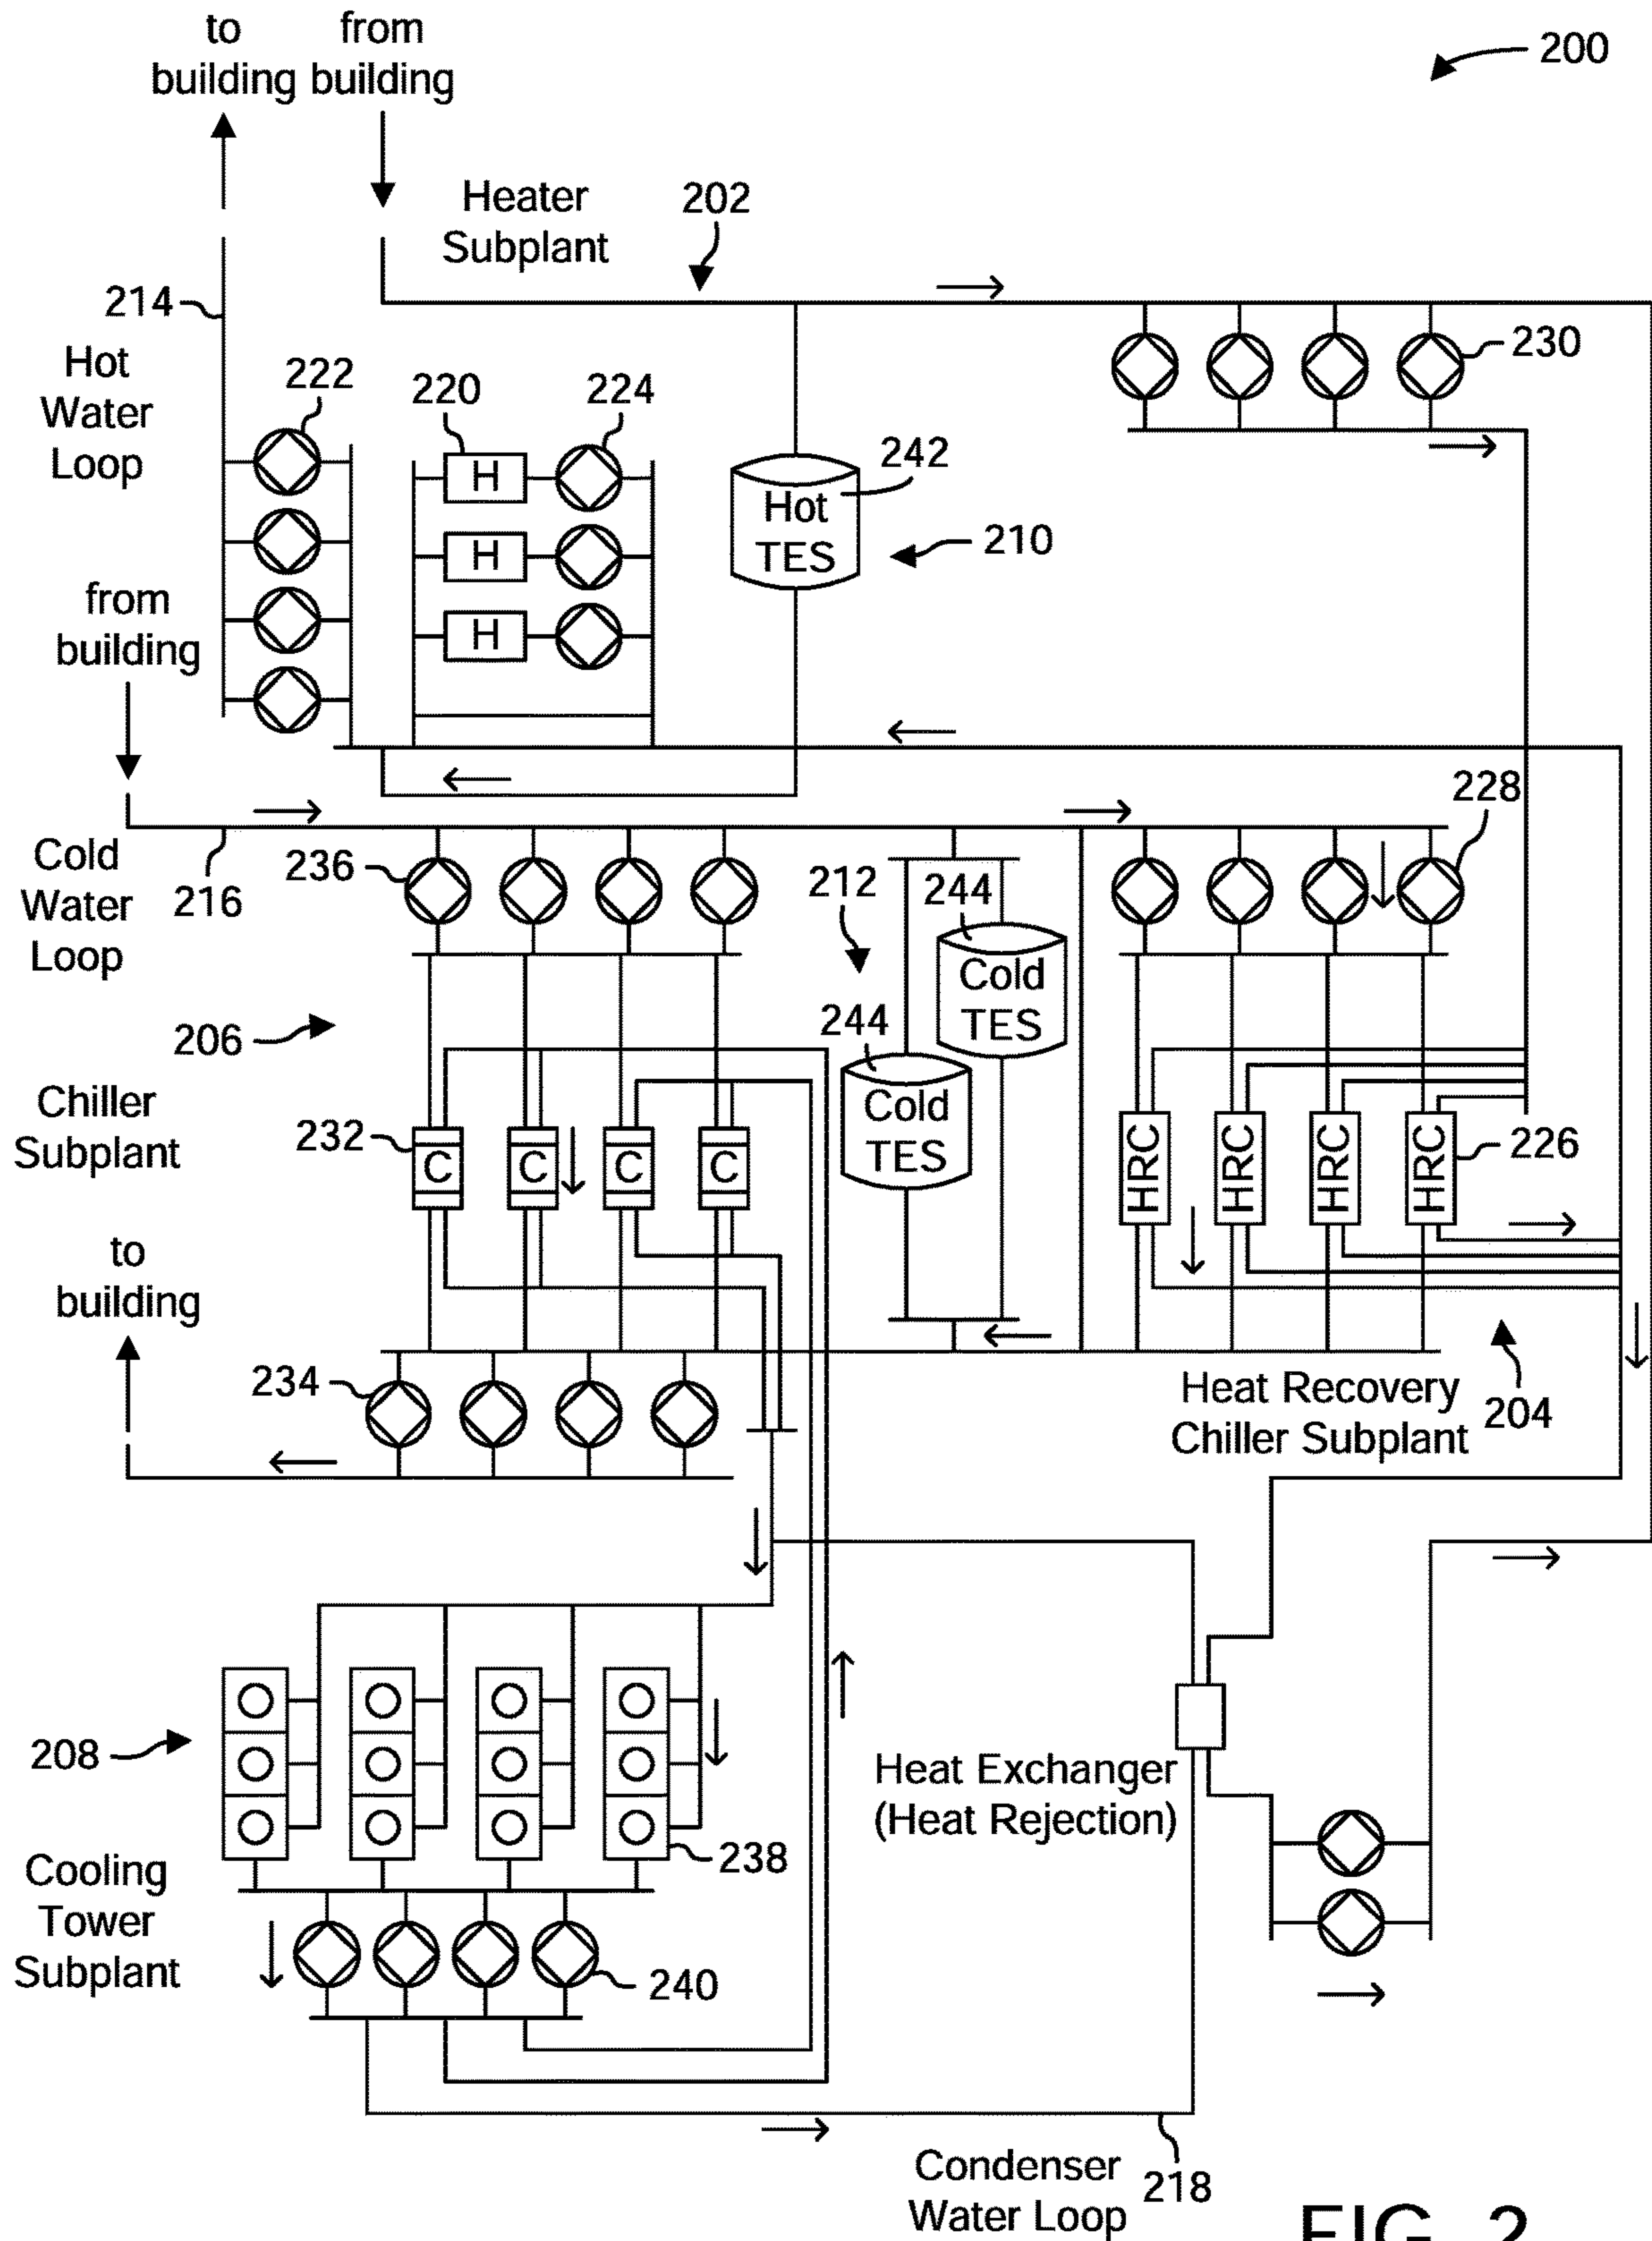 to
building
from
building
200
Heater
Subplant
202
214
Hot
Water
Loop
222
220
224
230
H
H
H
Hot
TES
242
210
from
building
228
Cold
Water
Loop
216
236
212
244
Cold
TES
244
Cold
TES
206
Chiller
Subplant
232
C
C
C
C
HRC
HRC
HRC
HRC
226
to
building
234
Heat Recovery
Chiller Subplant
204
208
Heat Exchanger
(Heat Rejection)
238
Cooling
Tower
Subplant
240
Condenser
Water Loop
218
FIG. 2